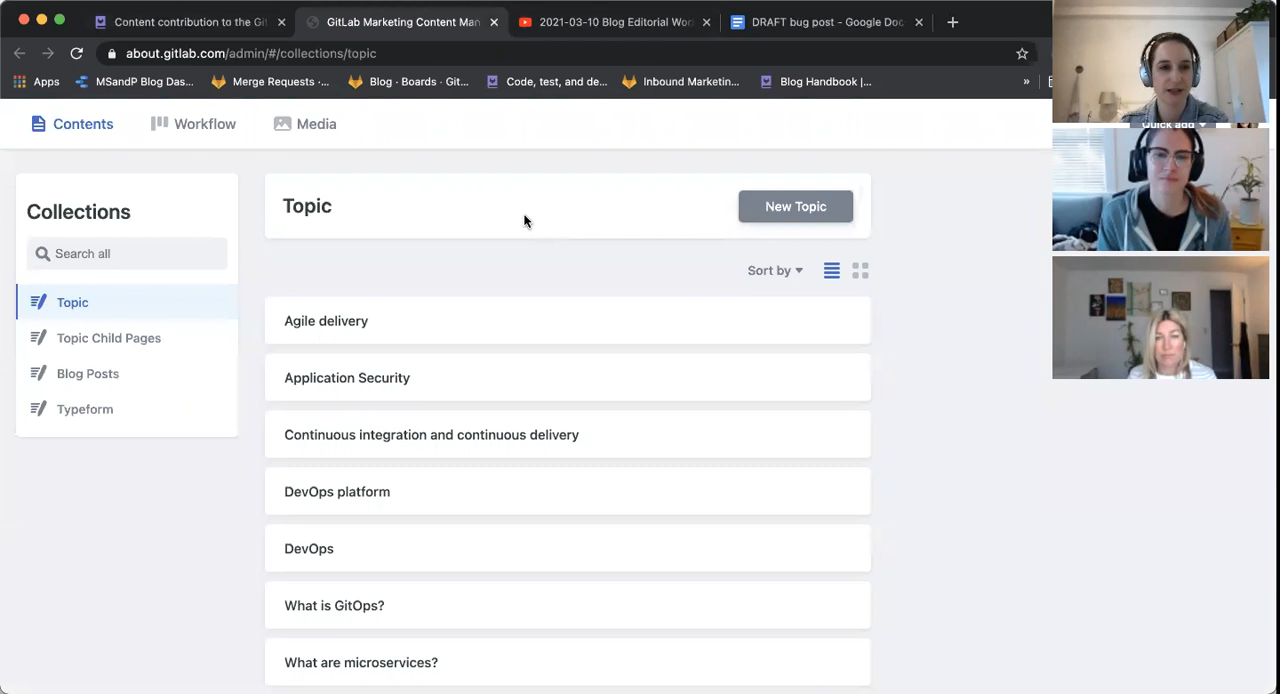 Content contribution to the Git
GitLab Marketing Content Man
2021-03-10 Blog Editorial Wor
DRAFT bug post - Google Doc
about.gitlab.com/admin/#/collections/topic
Apps
MSandP Blog Das...
Merge Requests ·...
Blog · Boards · Git...
Code, test, and de...
Inbound Marketin...
Blog Handbook |...
»
Contents
Workflow
Media
Quick add
Collections
Search all
Topic
Topic Child Pages
Blog Posts
Typeform
Topic
New Topic
Sort by
Agile delivery
Application Security
Continuous integration and continuous delivery
DevOps platform
DevOps
What is GitOps?
What are microservices?